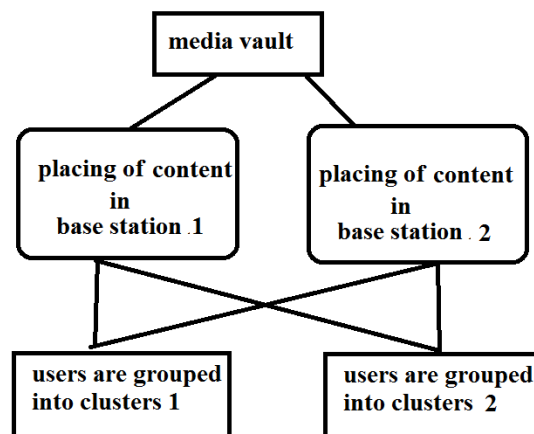 media vault
placing of content
in
base station .1
placing of content
in
base station . 2
users are grouped
into clusters 1
users are grouped
into clusters 2